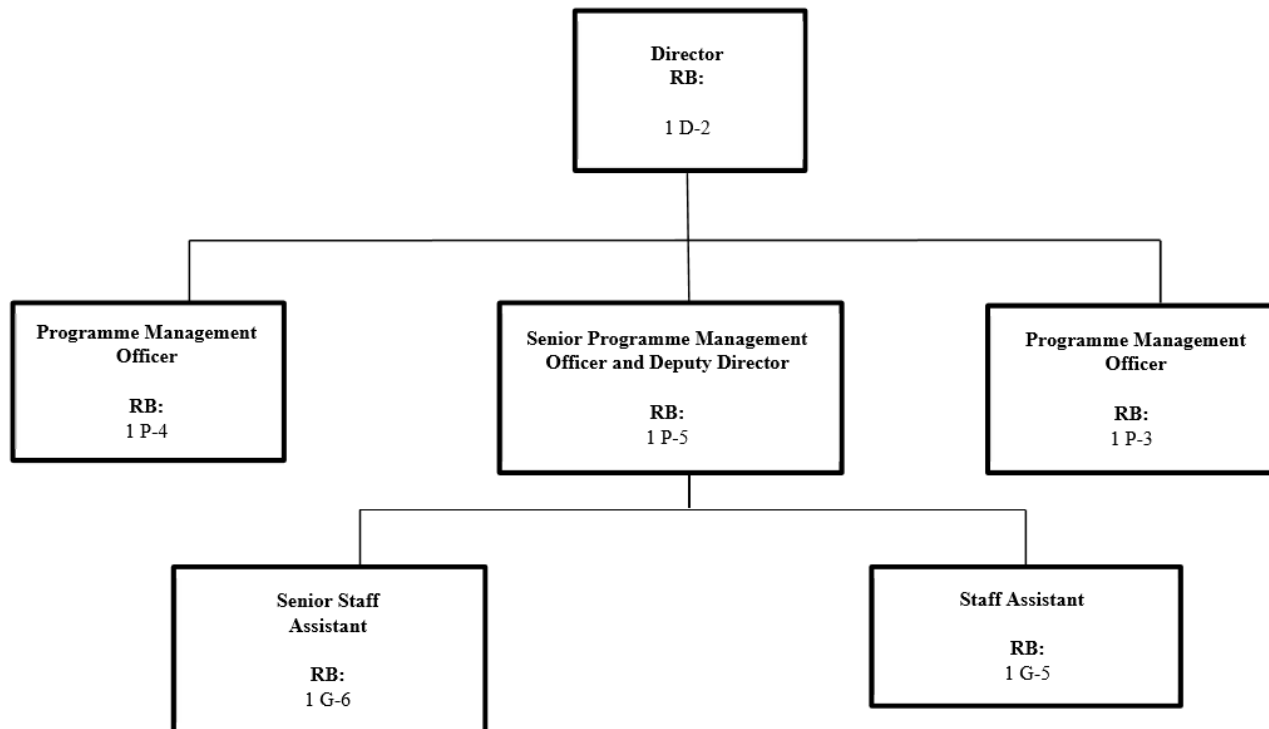 Director
RB:
1 D-2
Programme Management
Officer
RB:
1 P-4
Senior Programme Management
Officer and Deputy Director
RB:
1 P-5
Programme Management
Officer
RB:
1 P-3
Senior Staff
Assistant
RB:
1 G-6
Staff Assistant
RB:
1 G-5